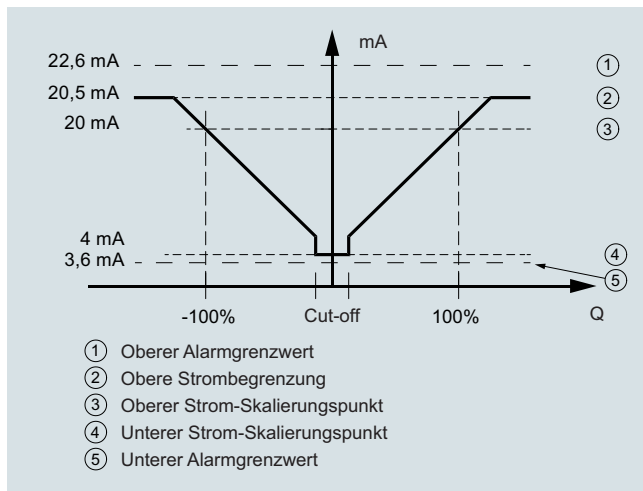 mA
22,6 mA
①
20,5 mA
②
20 mA
③
4 mA
④
3,6 mA
⑤
-100%
Cut-off
100%
Q
① Oberer Alarmgrenzwert
② Obere Strombegrenzung
③ Oberer Strom-Skalierungspunkt
④ Unterer Strom-Skalierungspunkt
⑤ Unterer Alarmgrenzwert